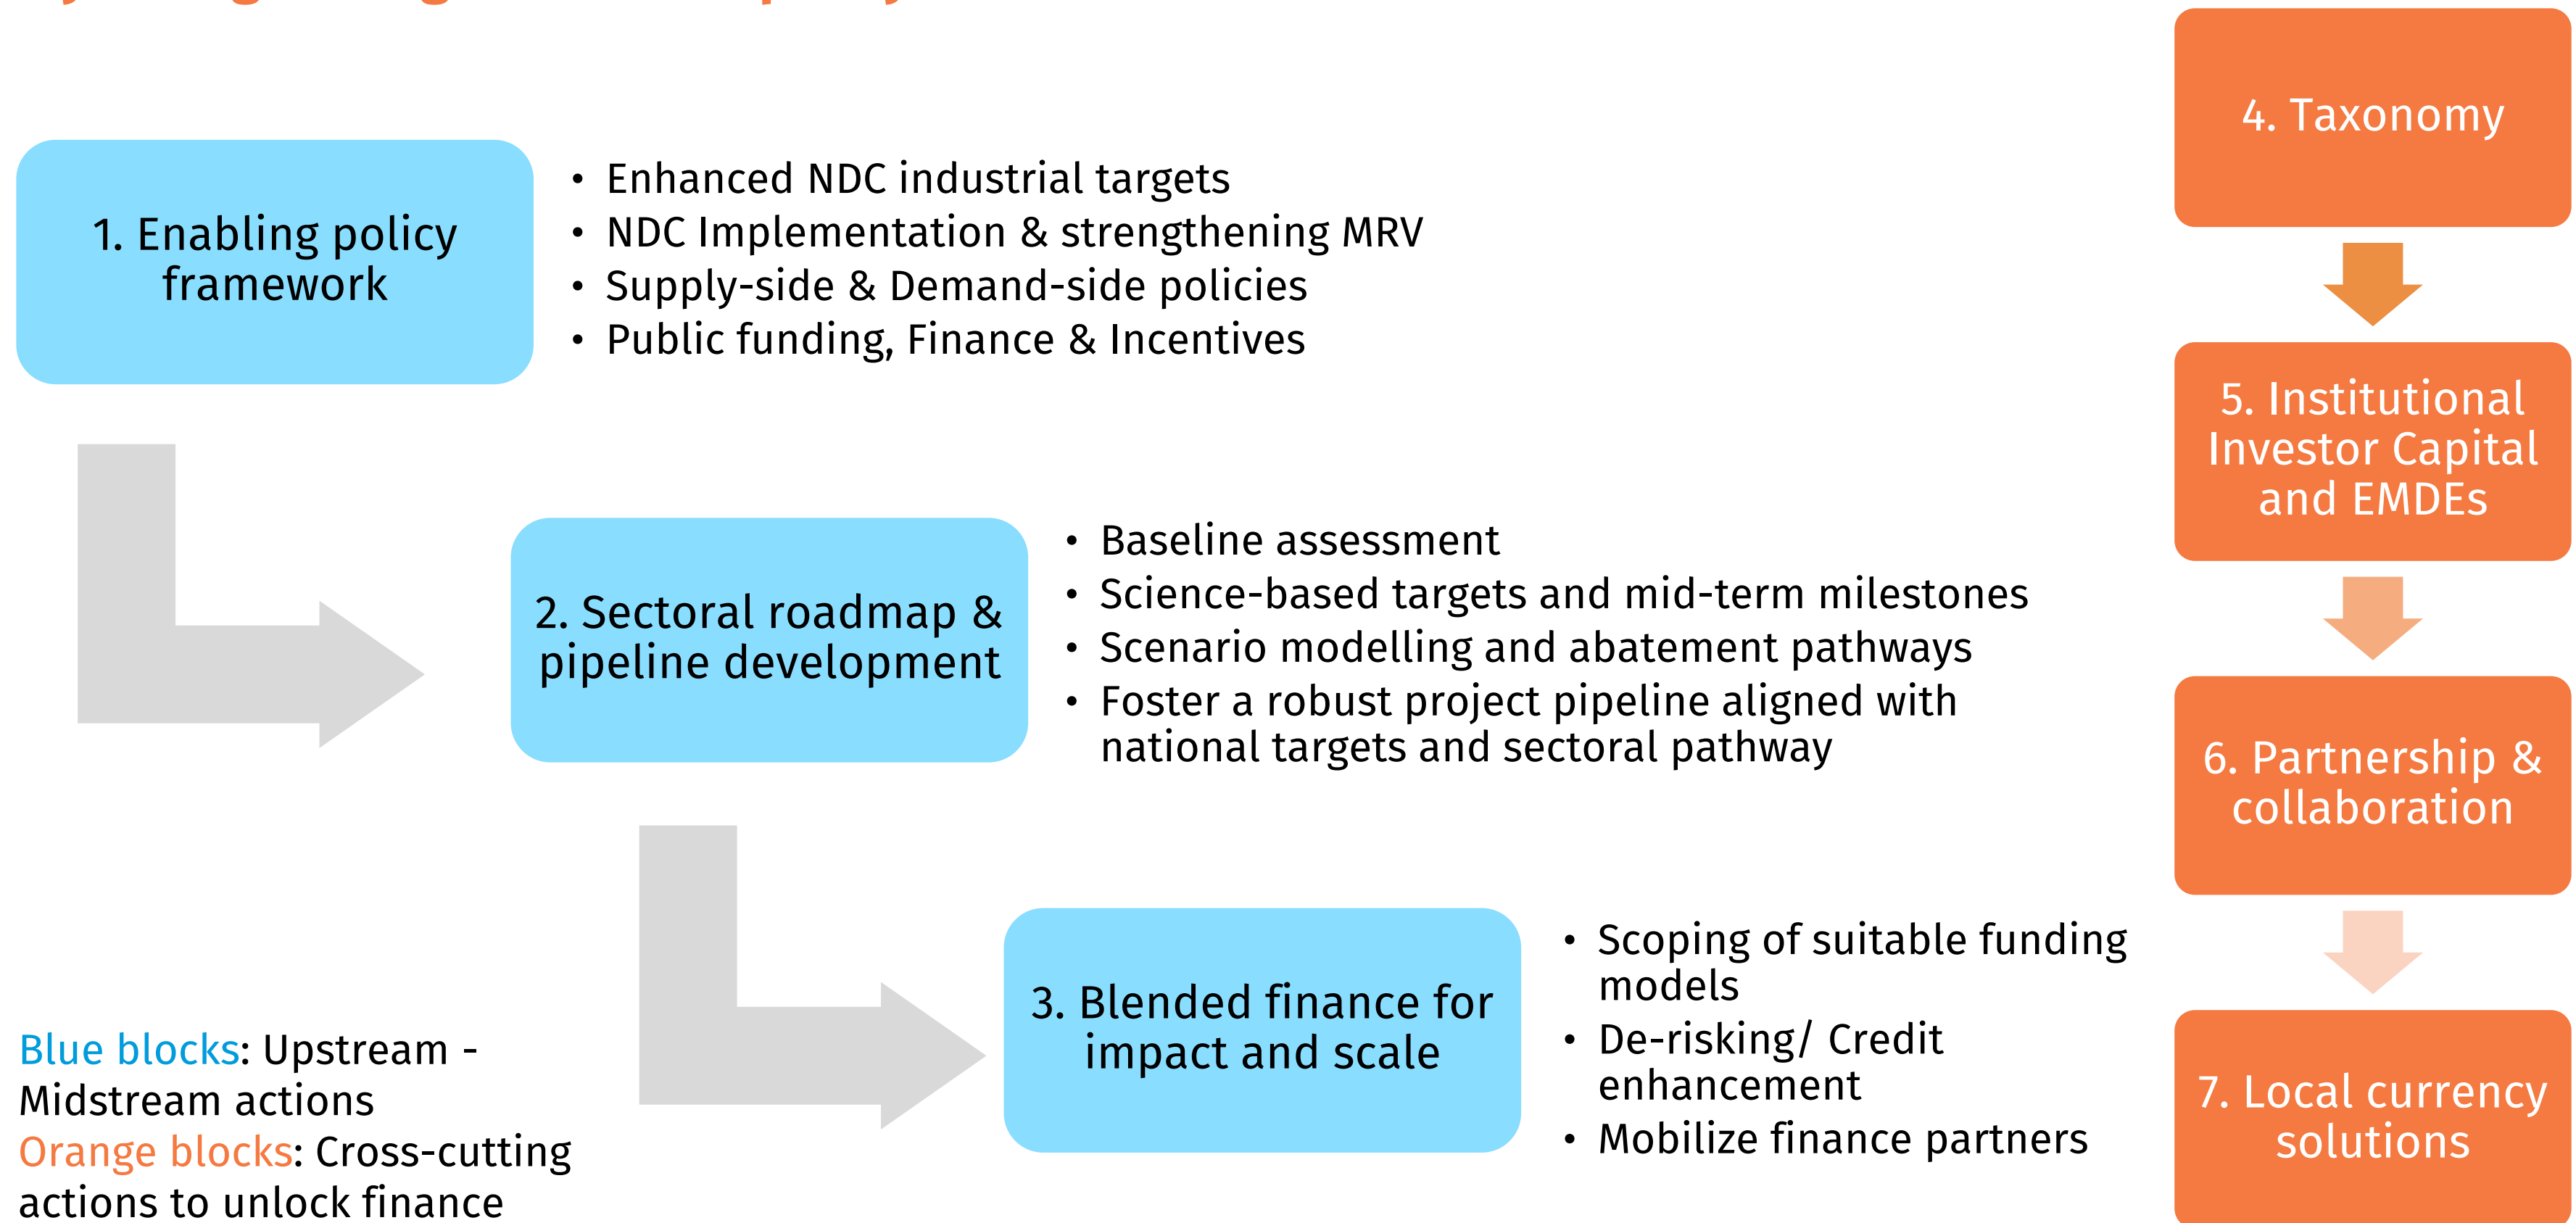 1. Enabling policy
framework
• Enhanced NDC industrial targets
• NDC Implementation & strengthening MRV
• Supply-side & Demand-side policies
• Public funding, Finance & Incentives
2. Sectoral roadmap &
pipeline development
• Baseline assessment
• Science-based targets and mid-term milestones
• Scenario modelling and abatement pathways
• Foster a robust project pipeline aligned with
national targets and sectoral pathway
3. Blended finance for
impact and scale
• Scoping of suitable funding
models
• De-risking/ Credit
enhancement
• Mobilize finance partners
Blue blocks: Upstream -
Midstream actions
Orange blocks: Cross-cutting
actions to unlock finance
4. Taxonomy
5. Institutional
Investor Capital
and EMDEs
6. Partnership &
collaboration
7. Local currency
solutions